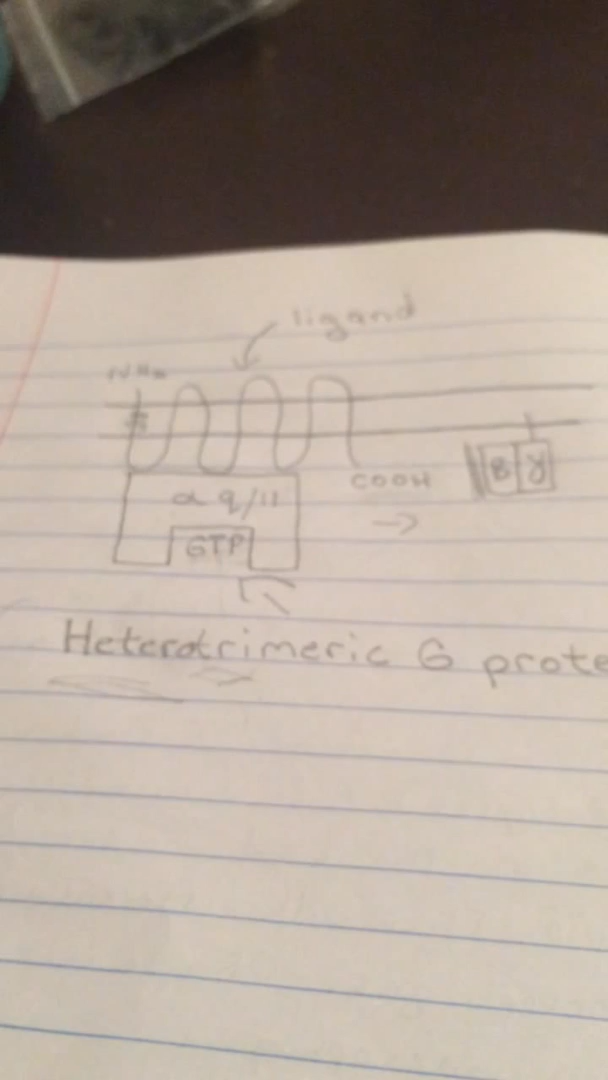 ligand
NH₂
COOH
α q/11
β γ
GTP
Heterotrimeric G prote